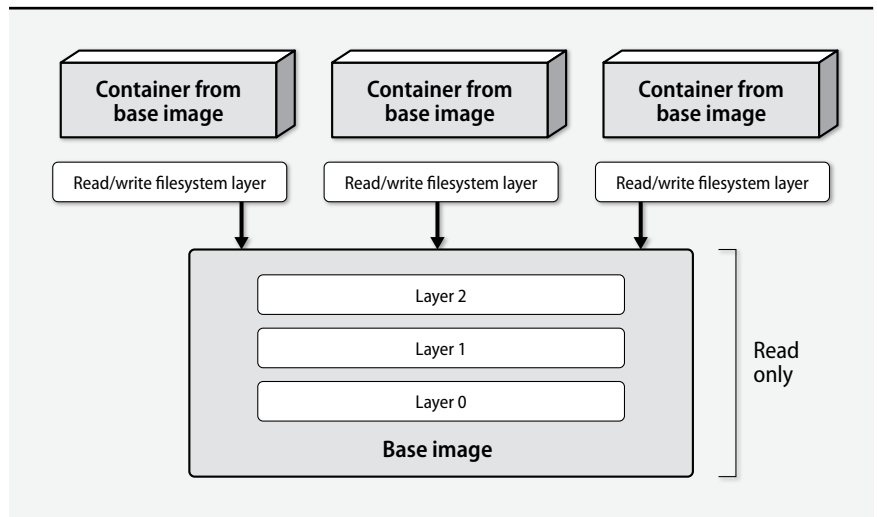 Container from
base image
Container from
base image
Container from
base image
Read/write filesystem layer
Read/write filesystem layer
Read/write filesystem layer
Layer 2
Layer 1
Layer 0
Base image
Read
only